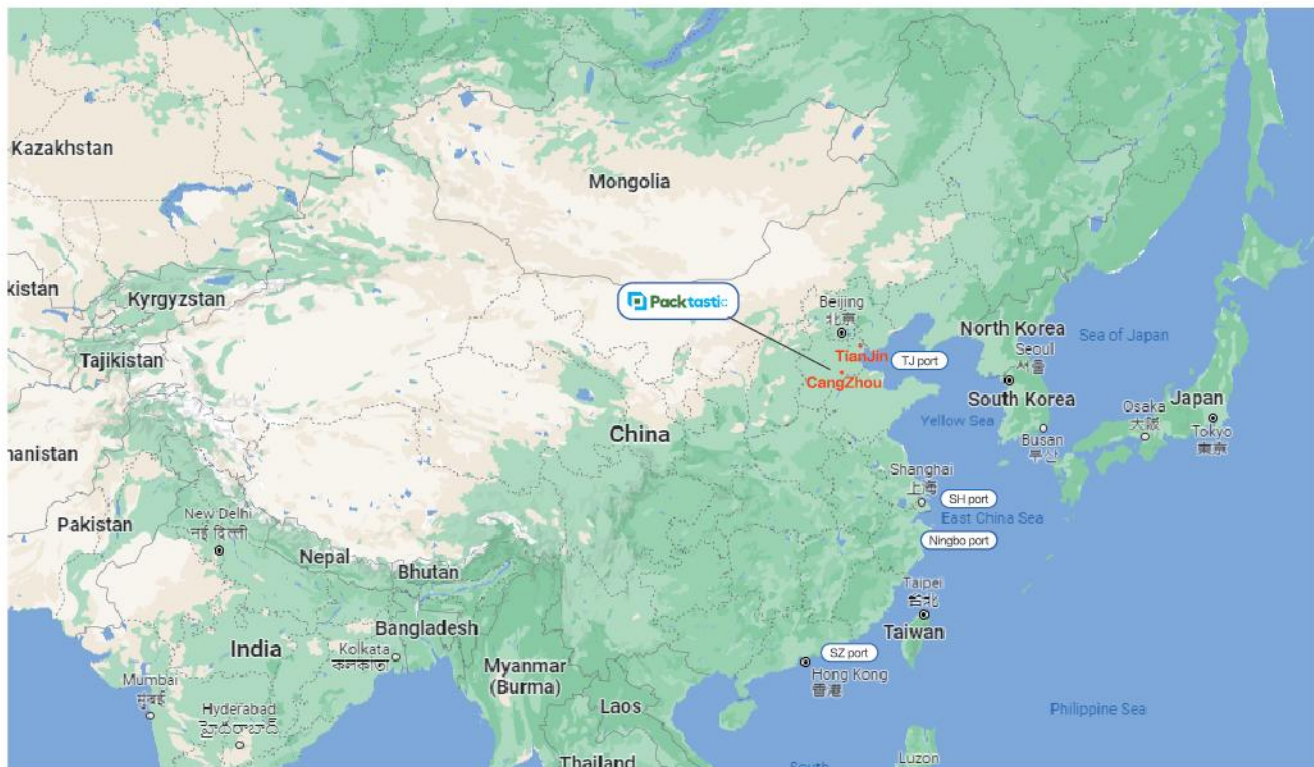 Kazakhstan
Mongolia
kistan
Kyrgyzstan
Packtastic
Beijing
北京
North Korea
Sea of Japan
Tajikistan
TianJin
TJ port
Seoul
서울
CangZhou
South Korea
Japan
Osaka
大阪
Tokyo
東京
China
Yellow Sea
Busan
부산
hanistan
Shanghai
上海
SH port
East China Sea
Pakistan
New Delhi
नई दिल्ली
Ningbo port
Nepal
Bhutan
Taipei
台北
Taiwan
Bangladesh
India
Kolkata
কলকাতা
SZ port
Myanmar
(Burma)
Hong Kong
香港
Mumbai
मुंबई
Laos
Hyderabad
హైదరాబాద్
Philippine Sea
Thailand
South
Luzon